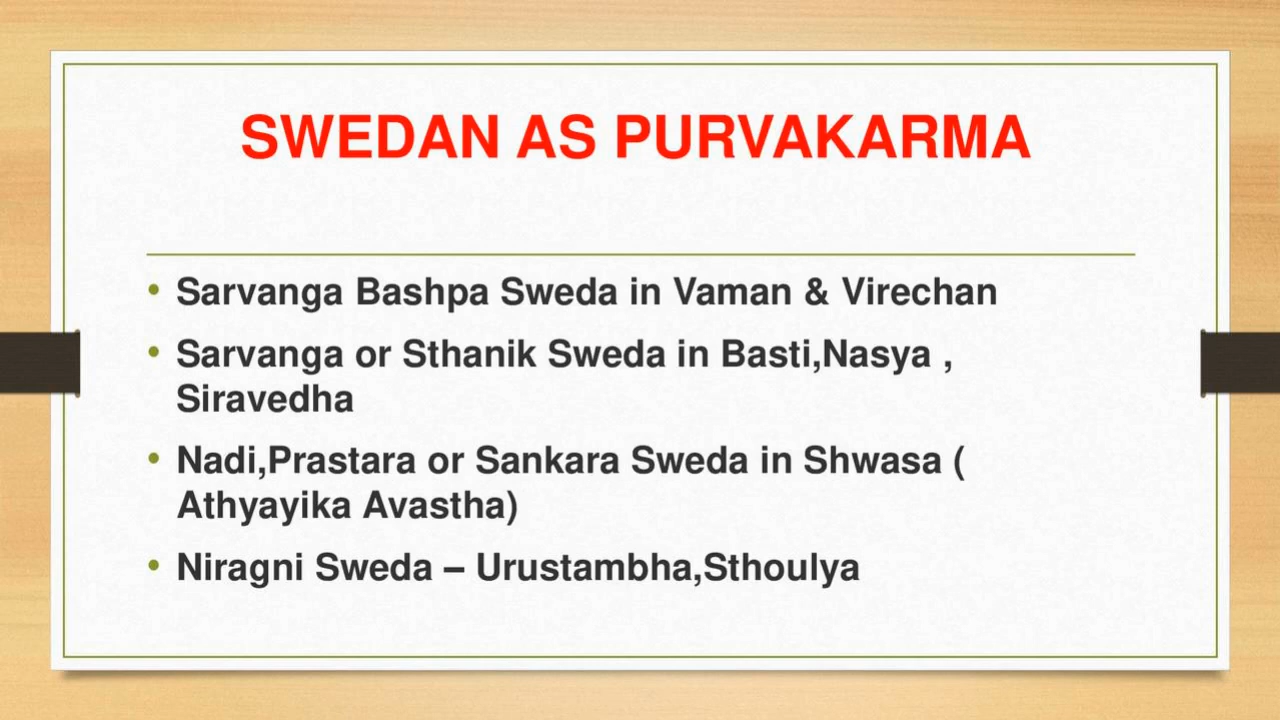 SWEDAN AS PURVAKARMA
• Sarvanga Bashpa Sweda in Vaman & Virechan
• Sarvanga or Sthanik Sweda in Basti,Nasya ,
Siravedha
• Nadi,Prastara or Sankara Sweda in Shwasa (
Athyayika Avastha)
• Niragni Sweda – Urustambha,Sthoulya